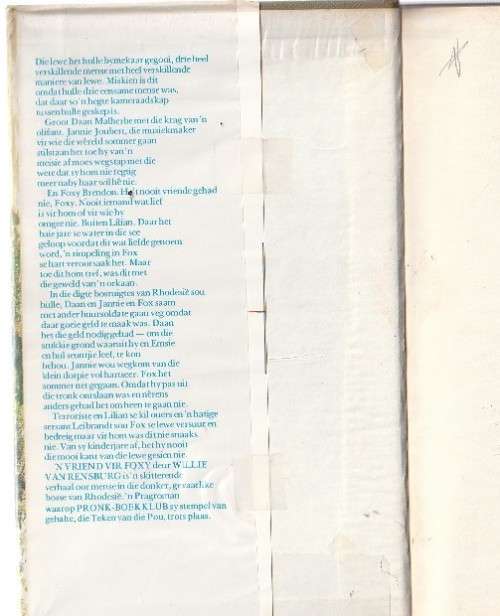 Die lewe het hulle bymekaar gegooi, drie heel
verskillende mense met heel verskillende
maniere van lewe. Miskien is dit
omdat hulle drie eensame mense was,
dat daar so 'n hegte kameraadskap
tussen hulle geskep is.
Groot Daan Malherbe met die krag van 'n
olifant. Jannie Joubert, die musiekmaker
vir wie die wêreld sommer gaan
stilstaan het toe hy van 'n
meisie af moes wegstap met die
wete dat sy hom nie regtig
meer naby haar wil hê nie.
En Foxy Brendon. Het nooit vriende gehad
nie, Foxy. Nooit iemand wat lief
is vir hom of vir wie hy
omgee nie. Buiten Lilian. Daar het
baie jare se water in die see
geloop voordat dit wat liefde genoem
word, 'n rimpeling in Fox
se hart veroorsaak het. Maar
toe dit hom tref, was dit met
die geweld van 'n orkaan.
In die digte bosruigtes van Rhodesië sou
hulle, Daan en Jannie en Fox saam
met ander huursoldate gaan veg omdat
daar goeie geld te maak was. Daan
het die geld nodig gehad — om die
stukkie grond waaruit hy en Emsie
en hul seuntjie leef, te kon
behou. Jannie wou wegkom van die
klein dorpie vol hartseer. Fox het
sommer net gegaan. Omdat hy pas uit
die tronk ontslaan was en nêrens
anders gehad het om heen te gaan nie.
Terroriste en Lilian se kil ouers en 'n hatige
sersant Leibrandt sou Fox se lewe versuur en
bedreig maar vir hom was dit nie snaaks
nie. Van sy kinderjare af, het hy nooit
die mooi kant van die lewe gesien nie.
'N VRIEND VIR FOXY deur WILLIE
VAN RENSBURG is 'n skitterende
verhaal oor mense in die donker, gevaarlike
bosse van Rhodesië. 'n Pragroman
waarop PRONK-BOEKKLUB sy stempel van
gehalte, die Teken van die Pou, trots plaas.